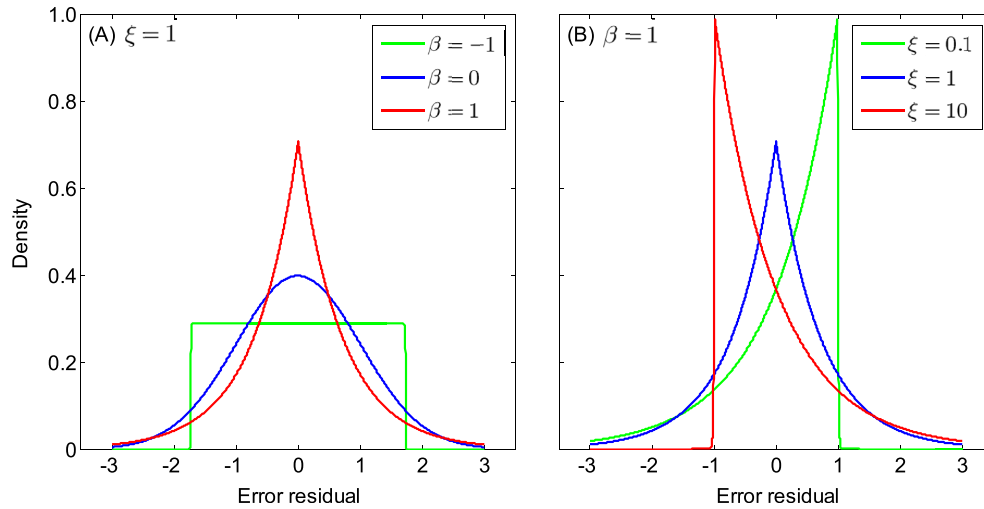 (A) ξ = 1
β = −1
β = 0
β = 1
Density
1.0
0.8
0.6
0.4
0.2
0
-3 -2 -1 0 1 2 3
Error residual
(B) β = 1
ξ = 0.1
ξ = 1
ξ = 10
-3 -2 -1 0 1 2 3
Error residual